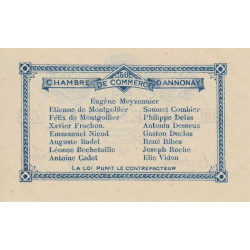 CHAMBRE DE COMMERCE D'ANNONAY
Eugène Meyzonnier
Etienne de Montgolfier Samuel Combier
Félix de Montgolfier Philippe Delas
Xavier Frachon Antonin Desseux
Emmanuel Nicod Gaston Duclos
Auguste Badel René Ribes
Léonce Bechetoille Joseph Roche
Antoine Cadet Elie Vidon
LA LOI PUNIT LE CONTREFACTEUR